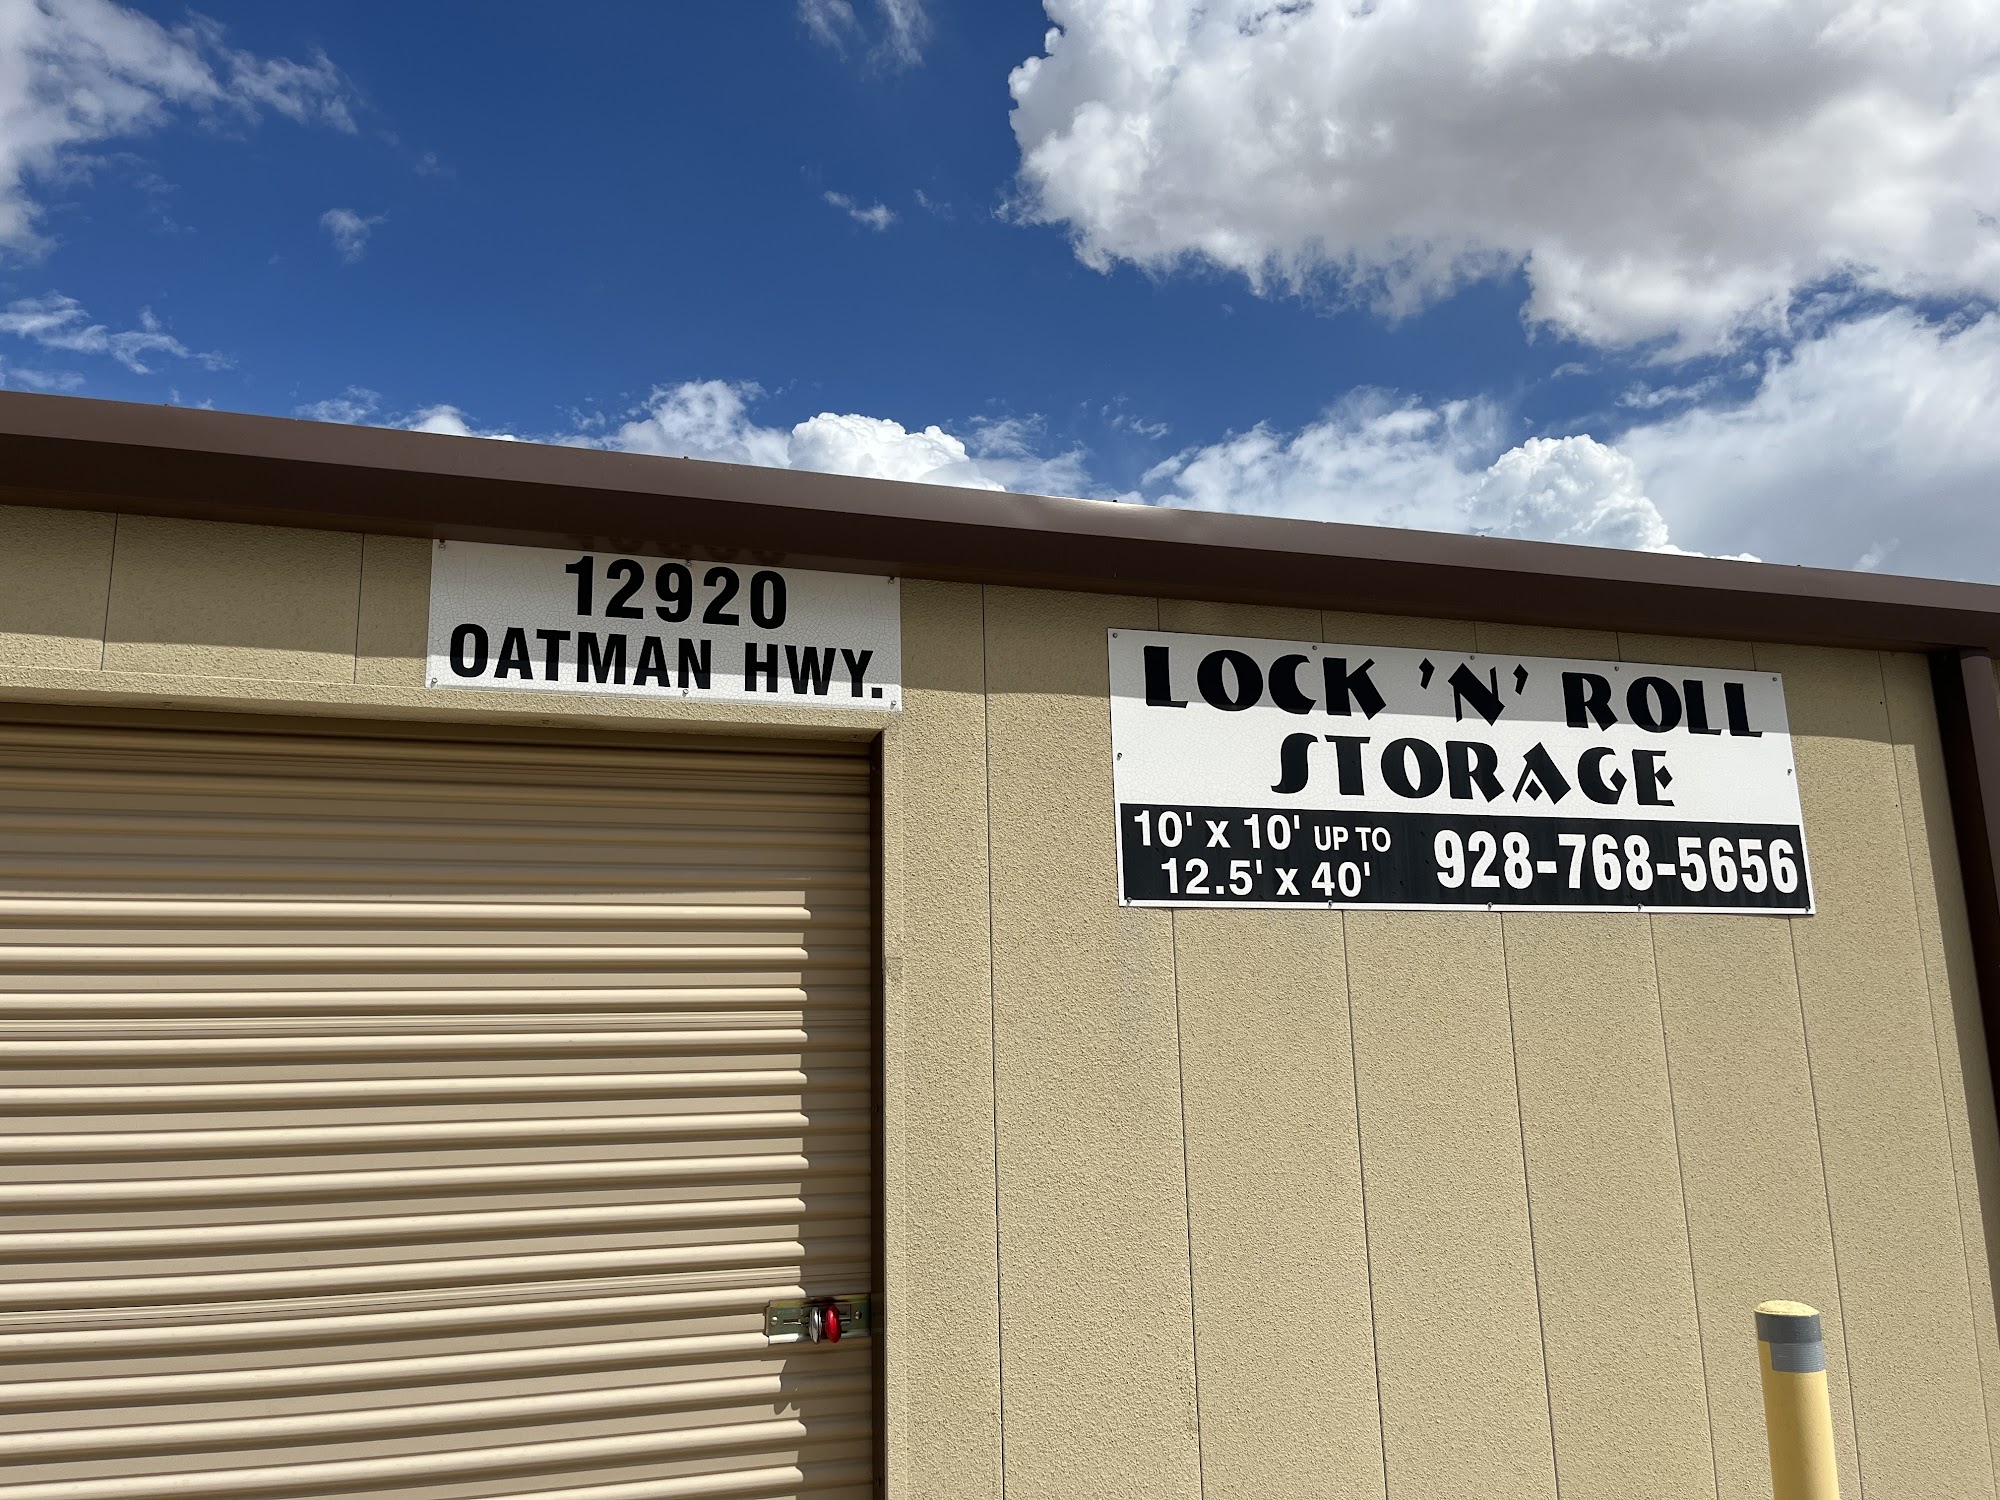 12920
OATMAN HWY.
LOCK 'N' ROLL
STORAGE
10' x 10' UP TO
12.5' x 40'
928-768-5656